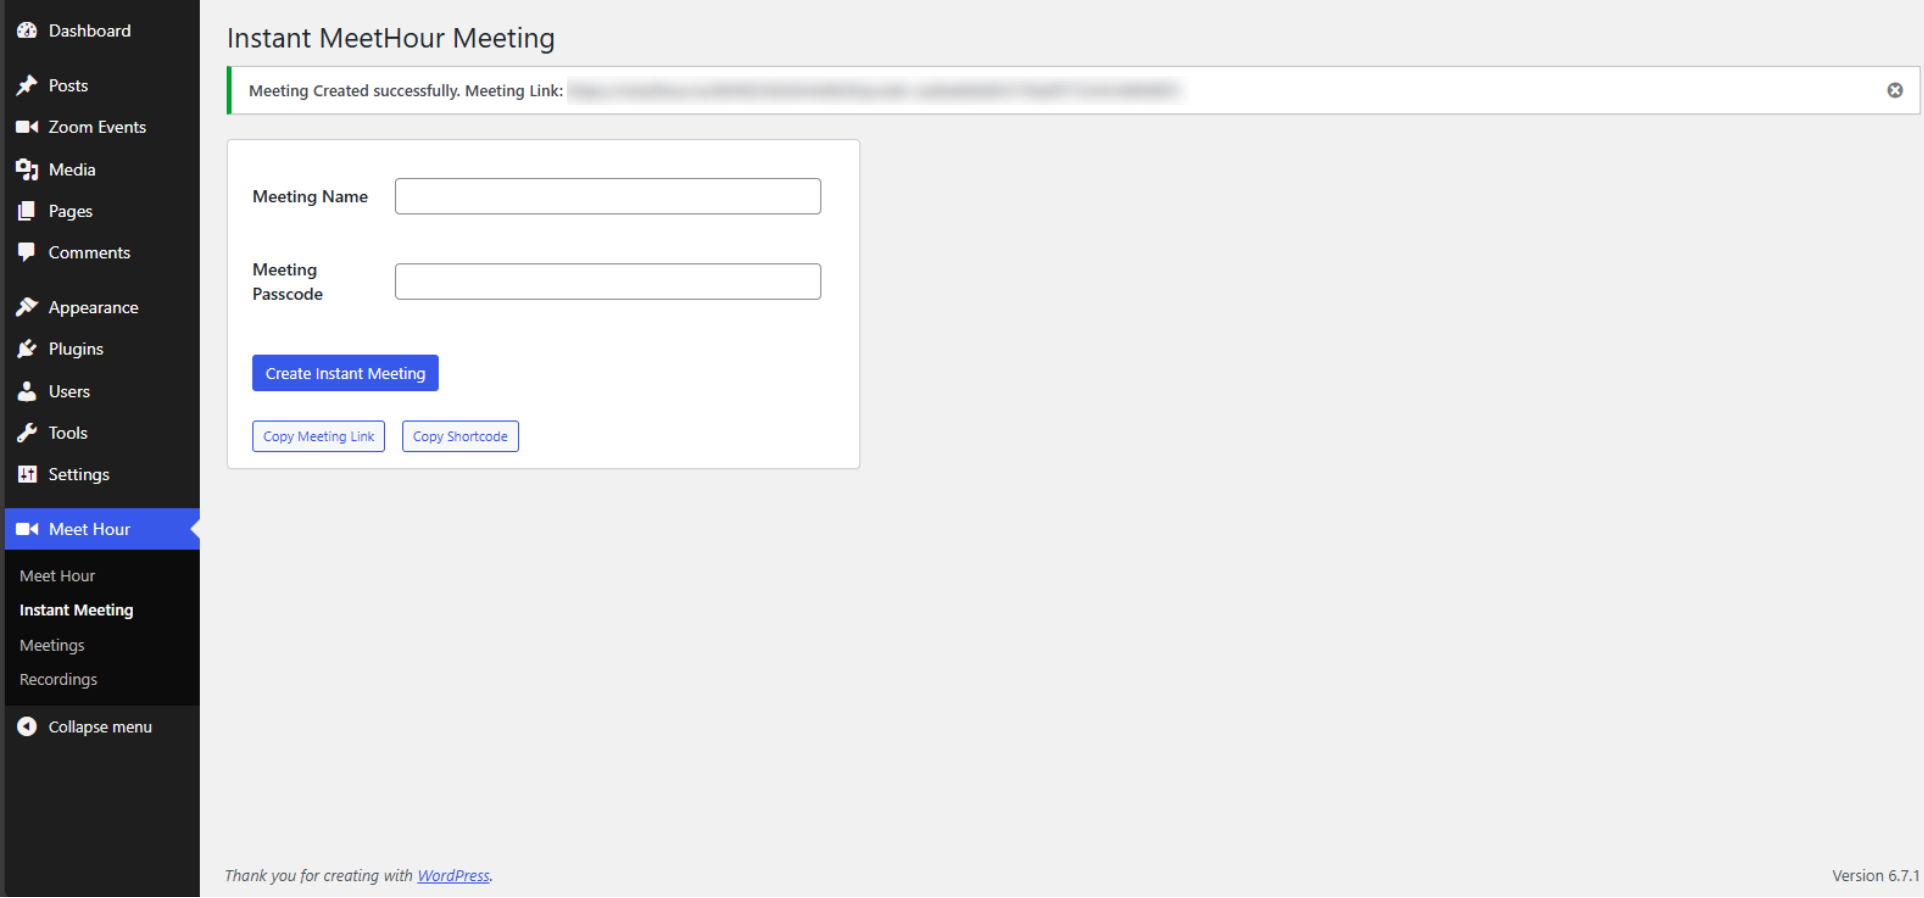 Dashboard
Posts
Zoom Events
Media
Pages
Comments
Appearance
Plugins
Users
Tools
Settings
Meet Hour
Meet Hour
Instant Meeting
Meetings
Recordings
Collapse menu
Instant MeetHour Meeting
Meeting Created successfully. Meeting Link:
Meeting Name
Meeting
Passcode
Create Instant Meeting
Copy Meeting Link
Copy Shortcode
Thank you for creating with WordPress.
Version 6.7.1